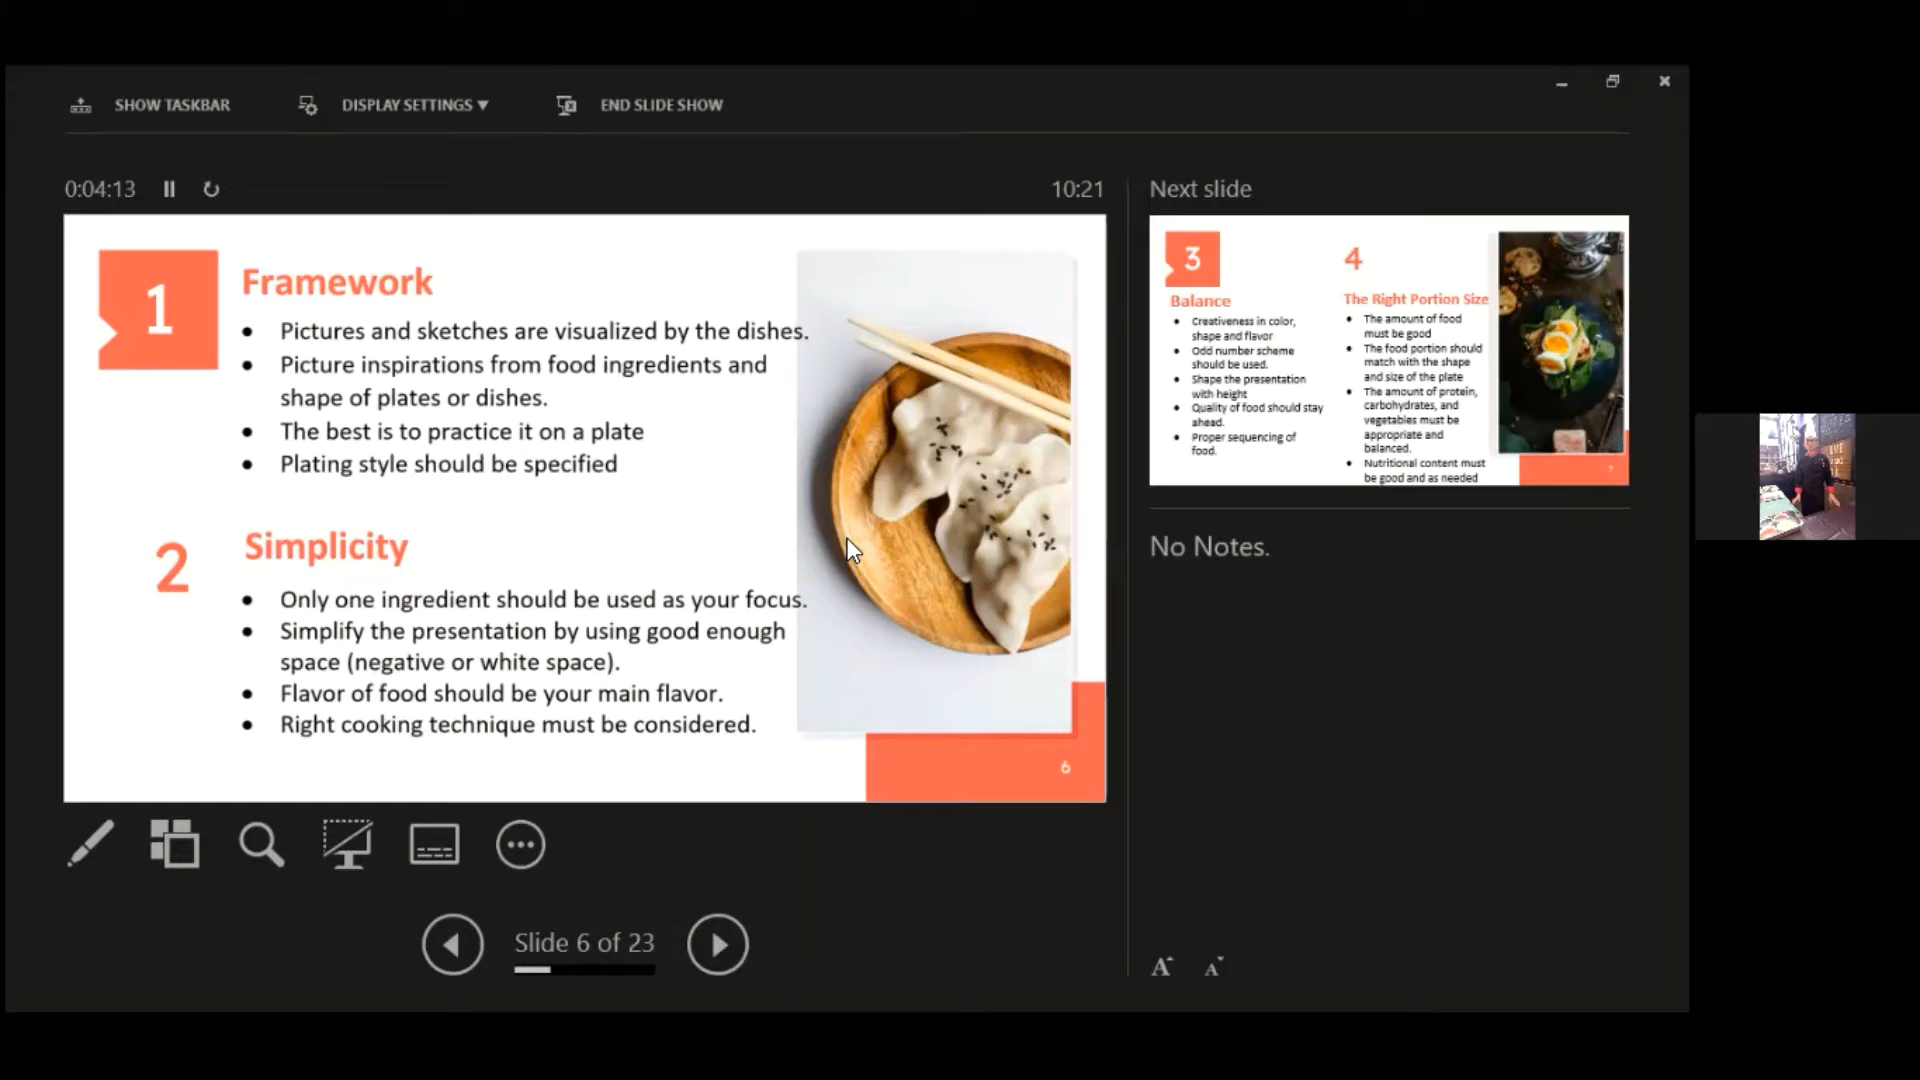 SHOW TASKBAR
DISPLAY SETTINGS ▼
END SLIDE SHOW
0:04:13
10:21
1
Framework
• Pictures and sketches are visualized by the dishes.
• Picture inspirations from food ingredients and
shape of plates or dishes.
• The best is to practice it on a plate
• Plating style should be specified
2
Simplicity
• Only one ingredient should be used as your focus.
• Simplify the presentation by using good enough
space (negative or white space).
• Flavor of food should be your main flavor.
• Right cooking technique must be considered.
6
Slide 6 of 23
Next slide
3
Balance
• Creativeness in color,
shape and flavor
• Odd number scheme
should be used.
• Shape the presentation
with height
• Quality of food should stay
ahead.
• Proper sequencing of
food.
4
The Right Portion Size
• The amount of food
must be good
• The food portion should
match with the shape
and size of the plate
• The amount of protein,
carbohydrates, and
vegetables must be
appropriate and
balanced.
• Nutritional content must
be good and as needed
7
No Notes.
A A